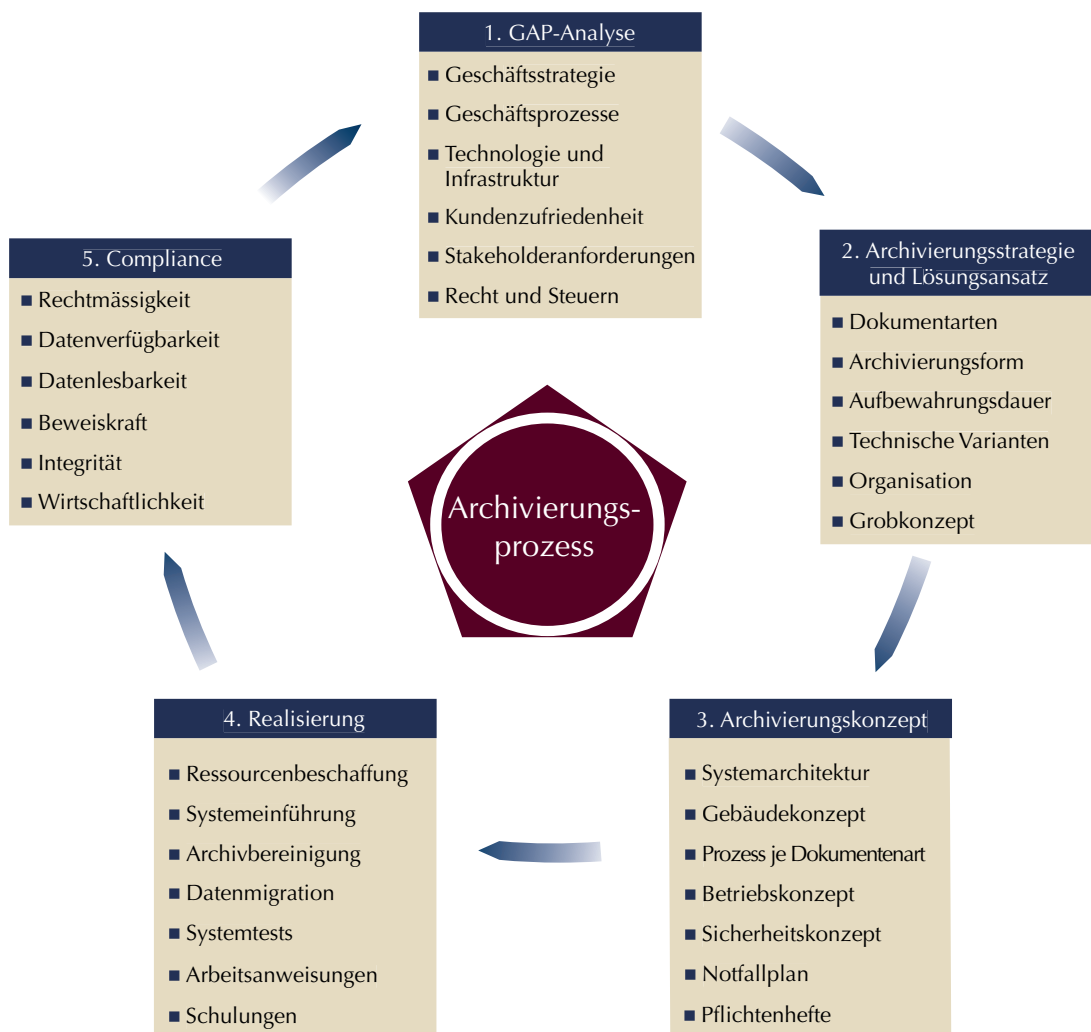 1. GAP-Analyse
Geschäftsstrategie
Geschäftsprozesse
Technologie und
Infrastruktur
Kundenzufriedenheit
Stakeholderanforderungen
Recht und Steuern
2. Archivierungsstrategie
und Lösungsansatz
Dokumentarten
Archivierungsform
Aufbewahrungsdauer
Technische Varianten
Organisation
Grobkonzept
3. Archivierungskonzept
Systemarchitektur
Gebäudekonzept
Prozess je Dokumentenart
Betriebskonzept
Sicherheitskonzept
Notfallplan
Pflichtenhefte
4. Realisierung
Ressourcenbeschaffung
Systemeinführung
Archivbereinigung
Datenmigration
Systemtests
Arbeitsanweisungen
Schulungen
5. Compliance
Rechtmässigkeit
Datenverfügbarkeit
Datenlesbarkeit
Beweiskraft
Integrität
Wirtschaftlichkeit
Archivierungs-
prozess